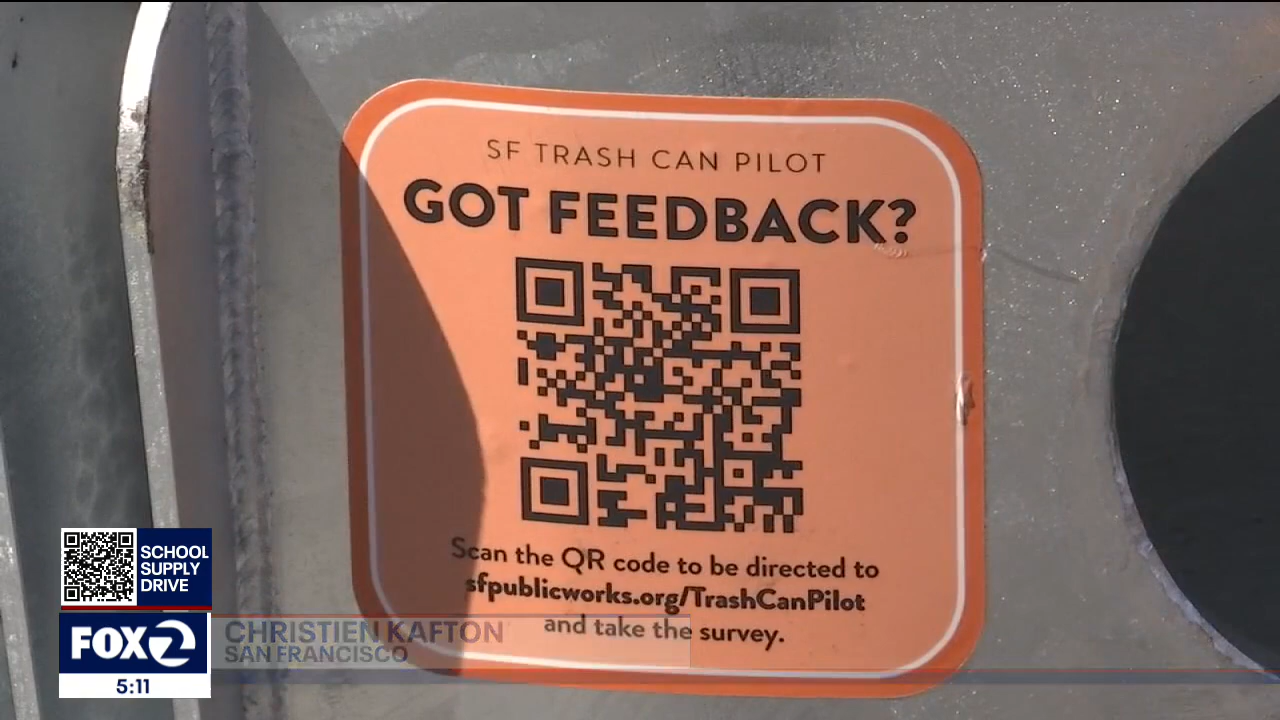 SF TRASH CAN PILOT
GOT FEEDBACK?
Scan the QR code to be directed to
sfpublicworks.org/TrashCanPilot
and take the survey.
SCHOOL
SUPPLY
DRIVE
FOX 2
5:11
CHRISTIEN KAFTON
SAN FRANCISCO